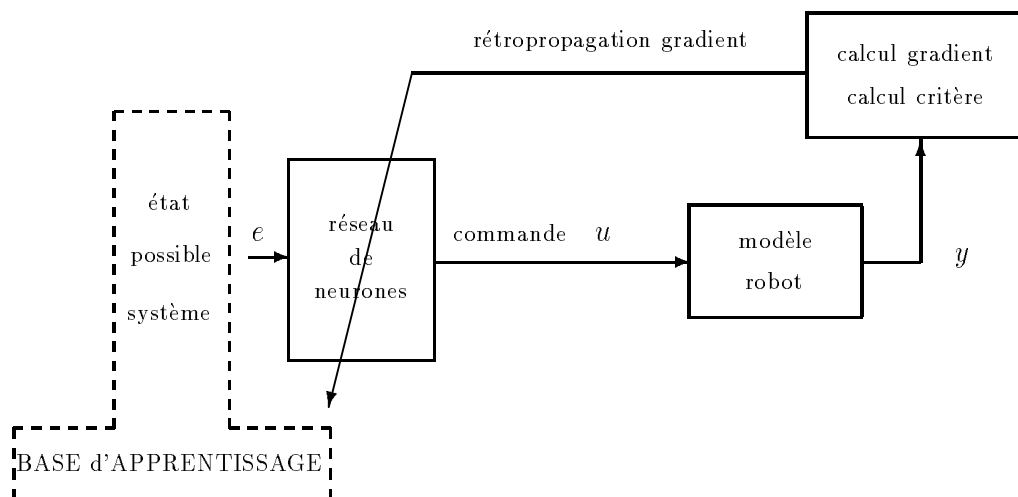 rétropropagation gradient
calcul gradient
calcul critère
état
possible
système
e
réseau
de
neurones
commande u
modèle
robot
y
BASE d'APPRENTISSAGE